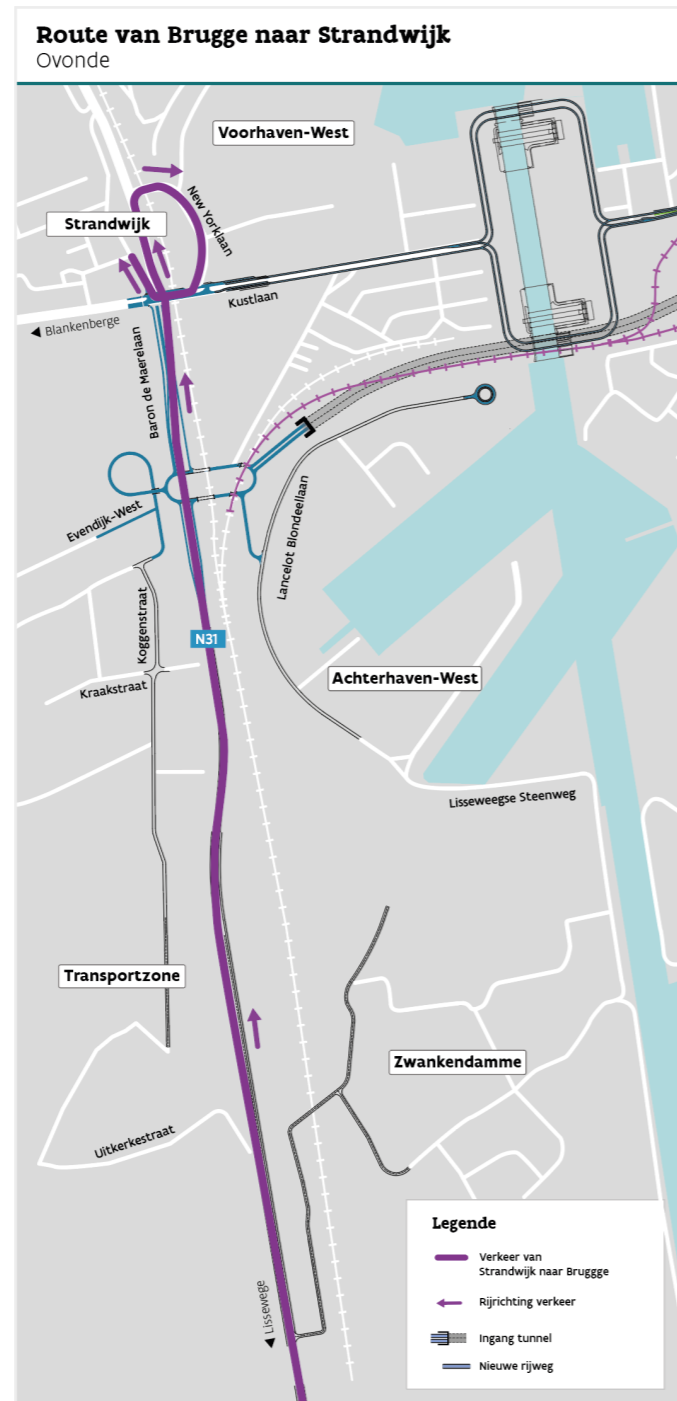 Route van Brugge naar Strandwijk
Ovonde
Voorhaven-West
New Yorklaan
Strandwijk
Kustlaan
Blankenberge
Baron de Maerelaan
Evendijk-West
Lancelot Blondeellaan
Koggenstraat
N31
Kraakstraat
Achterhaven-West
Lisseweegse Steenweg
Transportzone
Zwankendamme
Uitkerkestraat
Lissewege
Legende
Verkeer van
Strandwijk naar Bruggge
Rijrichting verkeer
Ingang tunnel
Nieuwe rijweg